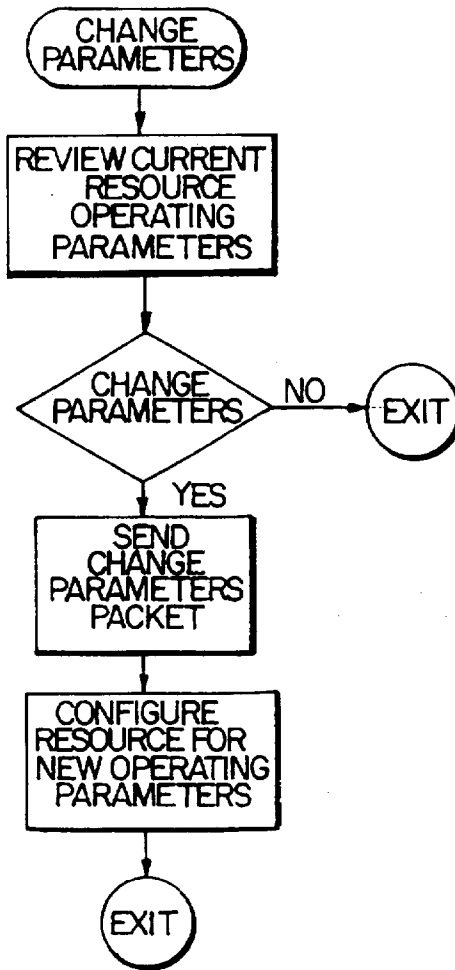 CHANGE
PARAMETERS
REVIEW CURRENT
RESOURCE
OPERATING
PARAMETERS
CHANGE
PARAMETERS
NO
EXIT
YES
SEND
CHANGE
PARAMETERS
PACKET
CONFIGURE
RESOURCE FOR
NEW OPERATING
PARAMETERS
EXIT